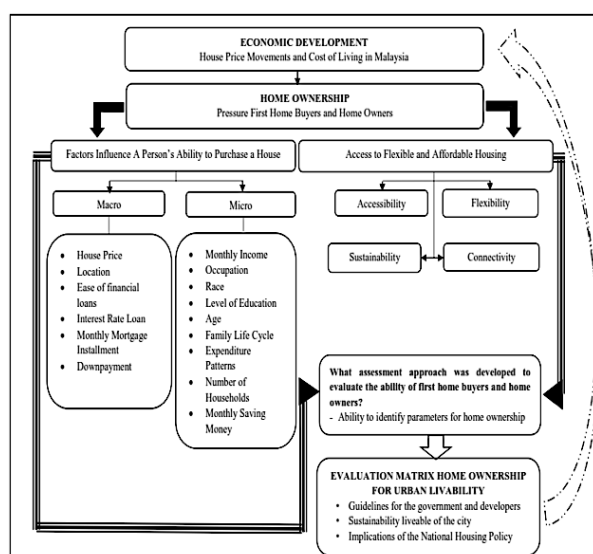 ECONOMIC DEVELOPMENT
House Price Movements and Cost of Living in Malaysia
HOME OWNERSHIP
Pressure First Home Buyers and Home Owners
Factors Influence A Person's Ability to Purchase a House
Access to Flexible and Affordable Housing
Macro
Micro
Accessibility
Flexibility
Sustainability
Connectivity
• House Price
• Location
• Ease of financial
loans
• Interest Rate Loan
• Monthly Mortgage
Installment
• Downpayment
• Monthly Income
• Occupation
• Race
• Level of Education
• Age
• Family Life Cycle
• Expenditure
Patterns
• Number of
Households
• Monthly Saving
Money
What assessment approach was developed to
evaluate the ability of first home buyers and home
owners?
- Ability to identify parameters for home ownership
EVALUATION MATRIX HOME OWNERSHIP
FOR URBAN LIVABILITY
• Guidelines for the government and developers
• Sustainability liveable of the city
• Implications of the National Housing Policy